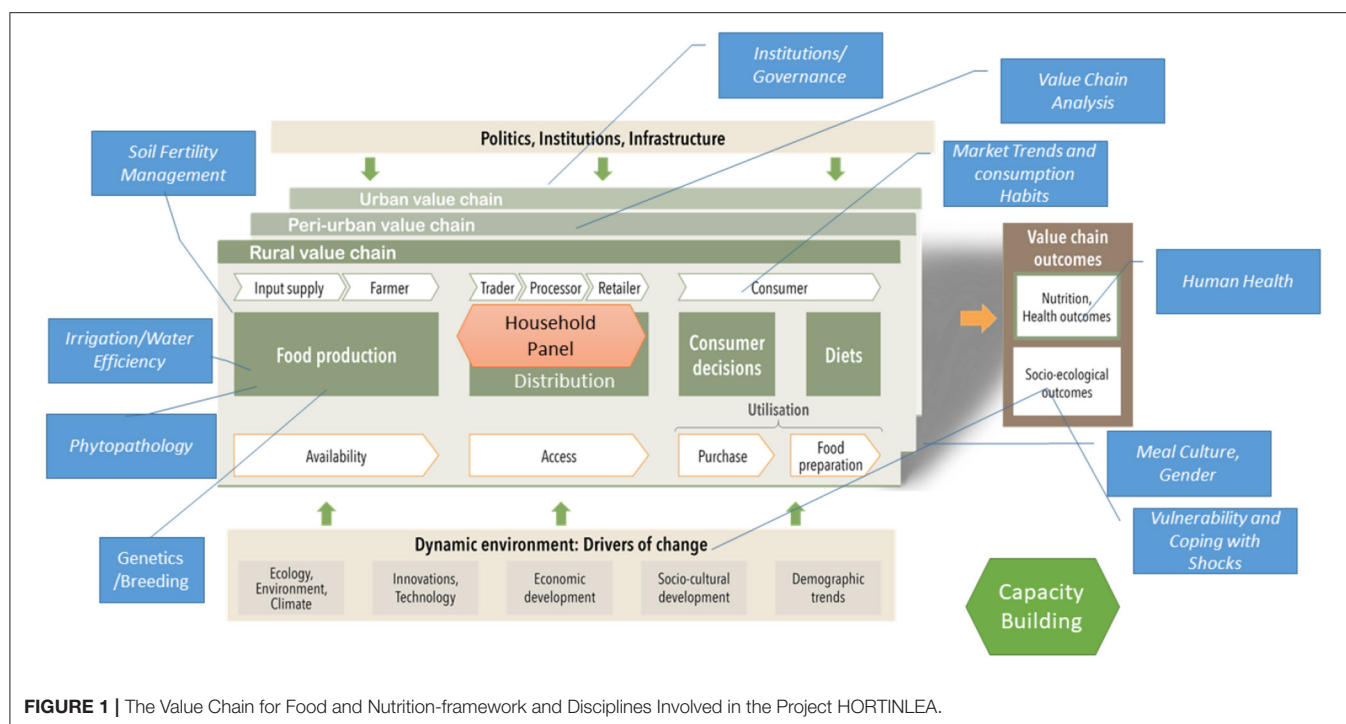 Institutions/
Governance
Value Chain
Analysis
Politics, Institutions, Infrastructure
Soil Fertility
Management
Market Trends and
consumption
Habits
Urban value chain
Peri-urban value chain
Rural value chain
Value chain
outcomes
Input supply
Farmer
Trader
Processor
Retailer
Consumer
Nutrition,
Health outcomes
Human Health
Irrigation/Water
Efficiency
Food production
Household
Panel
Distribution
Consumer
decisions
Diets
Socio-ecological
outcomes
Utilisation
Phytopathology
Availability
Access
Purchase
Food
preparation
Meal Culture,
Gender
Vulnerability and
Coping with
Shocks
Genetics
/Breeding
Dynamic environment: Drivers of change
Ecology,
Environment,
Climate
Innovations,
Technology
Economic
development
Socio-cultural
development
Demographic
trends
Capacity
Building
FIGURE 1 | The Value Chain for Food and Nutrition-framework and Disciplines Involved in the Project HORTINLEA.